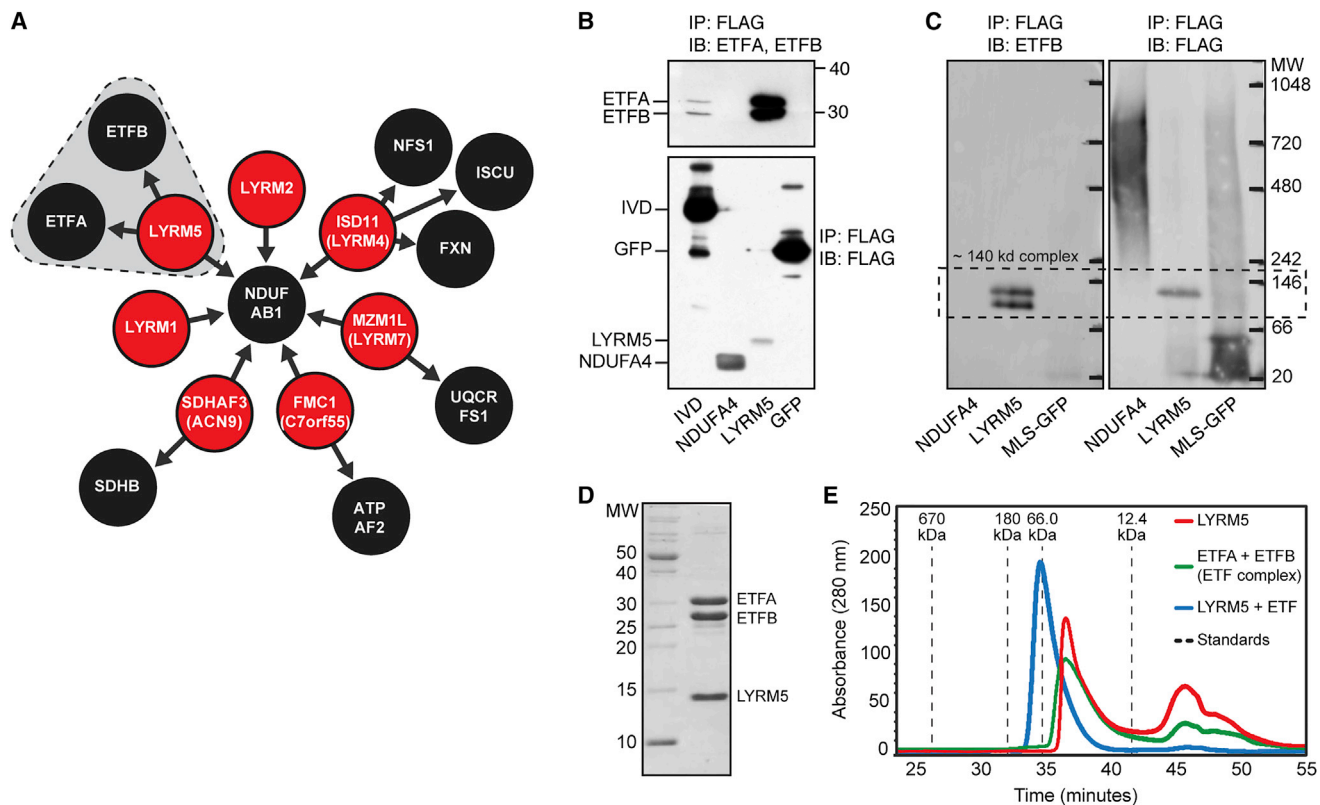 A
ETFB
ETFA
LYRM5
LYRM2
NFS1
ISCU
ISD11
(LYRM4)
FXN
NDUF
AB1
LYRM1
MZM1L
(LYRM7)
UQCR
FS1
SDHAF3
(ACN9)
FMC1
(C7orf55)
SDHB
ATP
AF2
B
IP: FLAG
IB: ETFA, ETFB
40
ETFA
ETFB
30
IVD
GFP
IP: FLAG
IB: FLAG
LYRM5
NDUFA4
IVD
NDUFA4
LYRM5
GFP
C
IP: FLAG
IB: ETFB
IP: FLAG
IB: FLAG
MW
1048
720
480
242
~ 140 kd complex
146
66
20
NDUFA4
LYRM5
MLS-GFP
NDUFA4
LYRM5
MLS-GFP
D
MW
50
40
30
25
20
15
10
ETFA
ETFB
LYRM5
E
250
200
150
100
50
0
Absorbance (280 nm)
670
kDa
180
kDa
66.0
kDa
12.4
kDa
LYRM5
ETFA + ETFB
(ETF complex)
LYRM5 + ETF
Standards
25
30
35
40
45
50
55
Time (minutes)